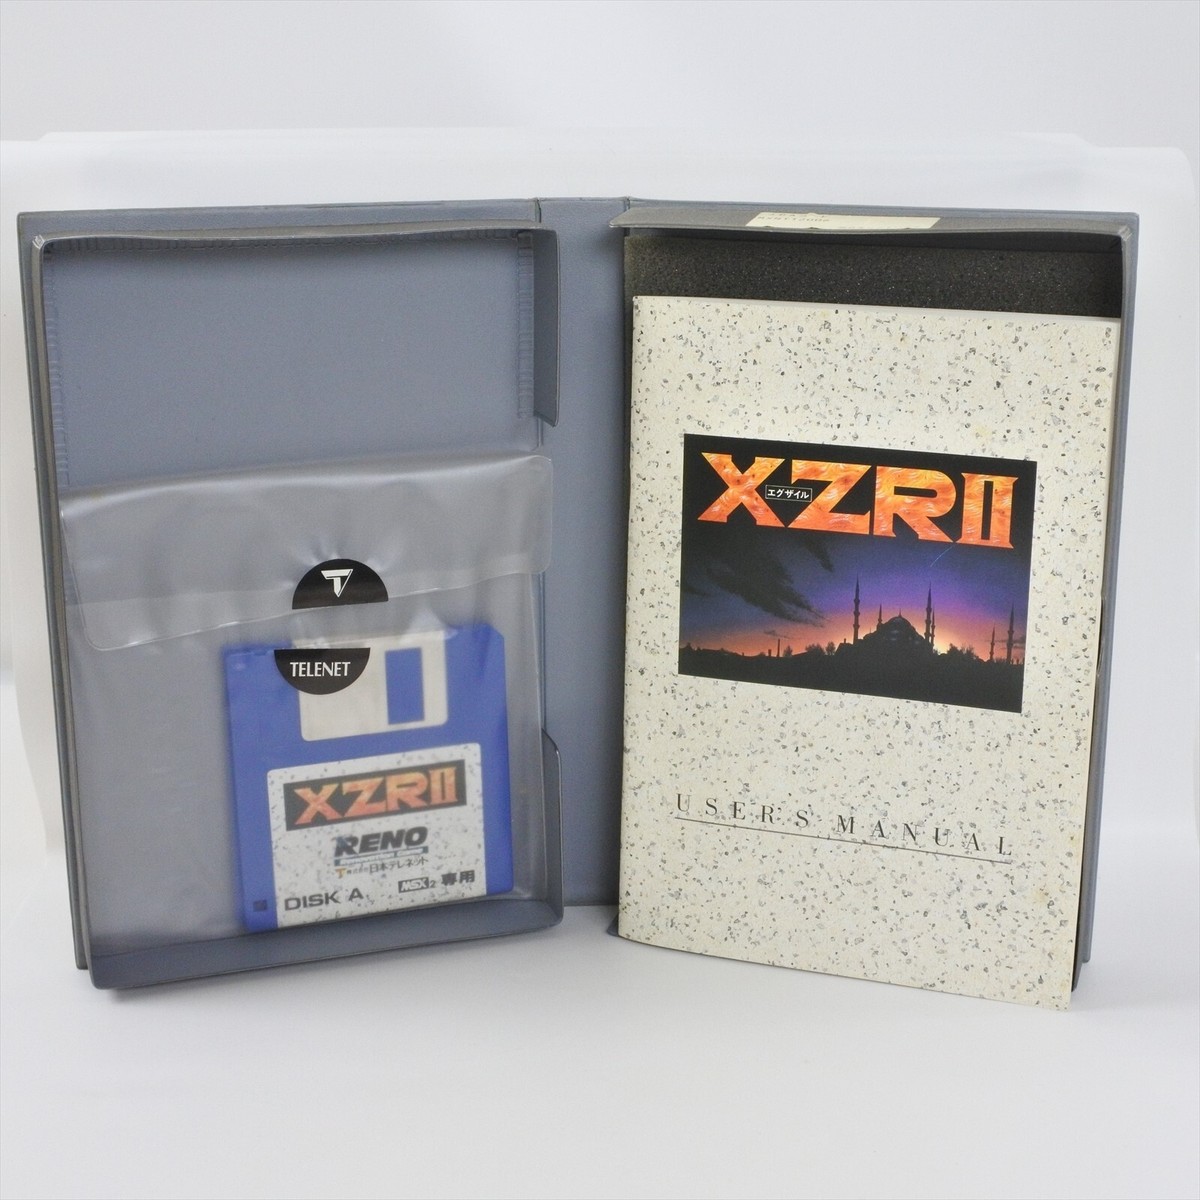 TELENET
XZRII
RENO
日本テレネット
MSX2 専用
DISK A
XZRII
エグザイル
USER'S MANUAL